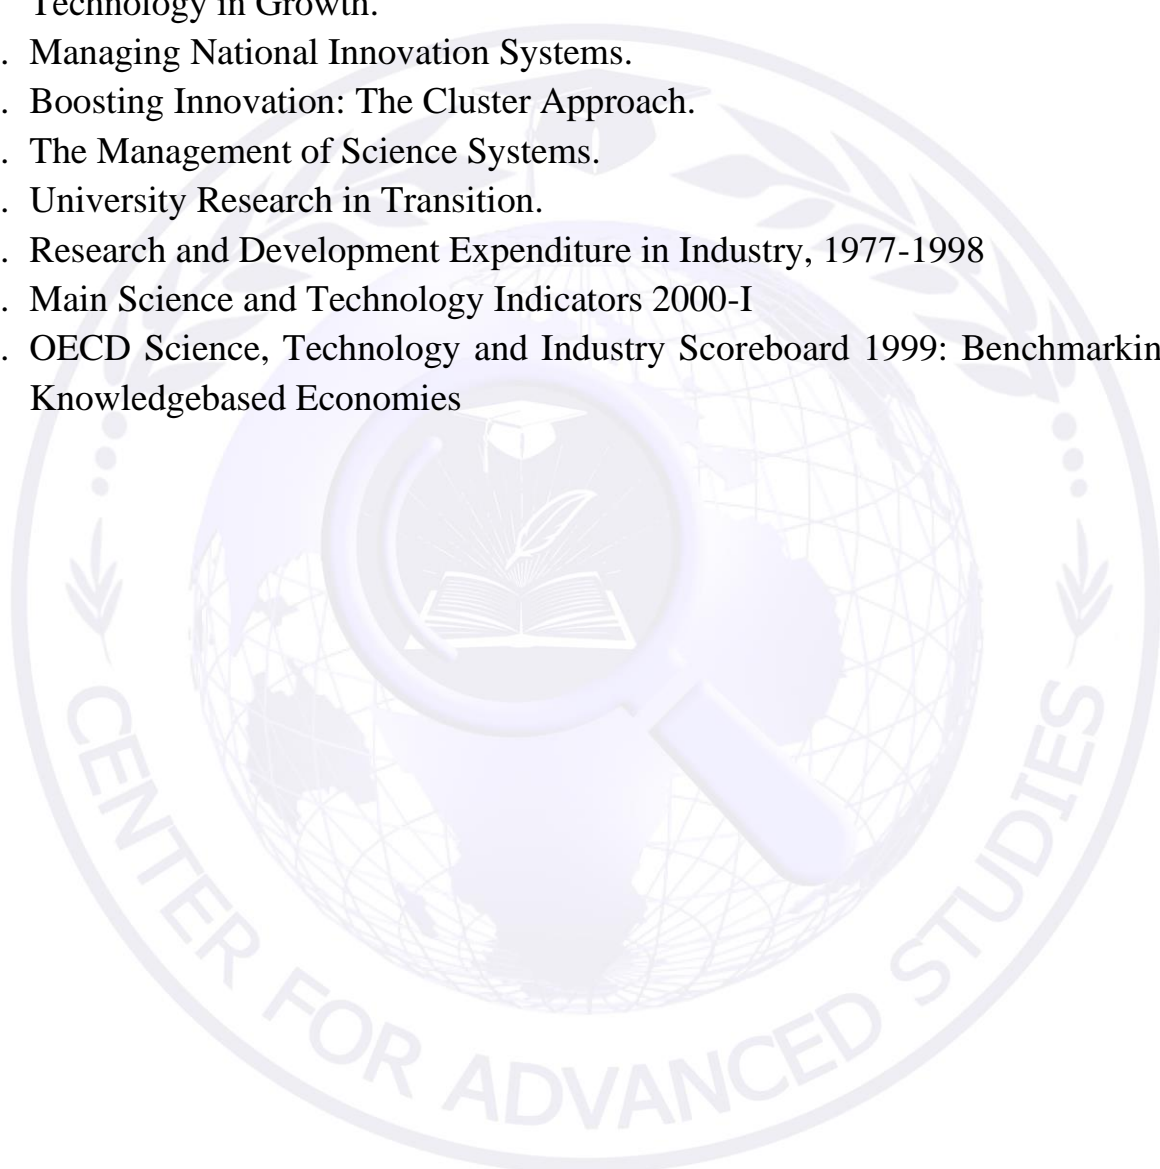 Technology in Growth.
. Managing National Innovation Systems.
. Boosting Innovation: The Cluster Approach.
. The Management of Science Systems.
. University Research in Transition.
. Research and Development Expenditure in Industry, 1977-1998
. Main Science and Technology Indicators 2000-I
. OECD Science, Technology and Industry Scoreboard 1999: Benchmarkin
Knowledgebased Economies
CENTER FOR ADVANCED STUDIES